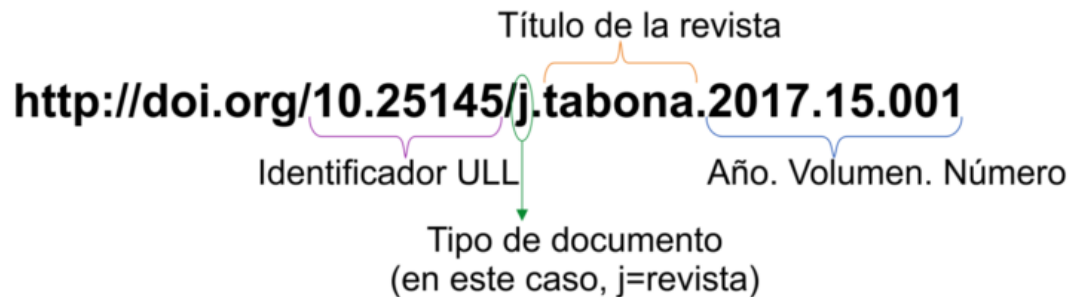 Título de la revista
http://doi.org/10.25145/j.tabona.2017.15.001
Identificador ULL
Año. Volumen. Número
Tipo de documento
(en este caso, j=revista)